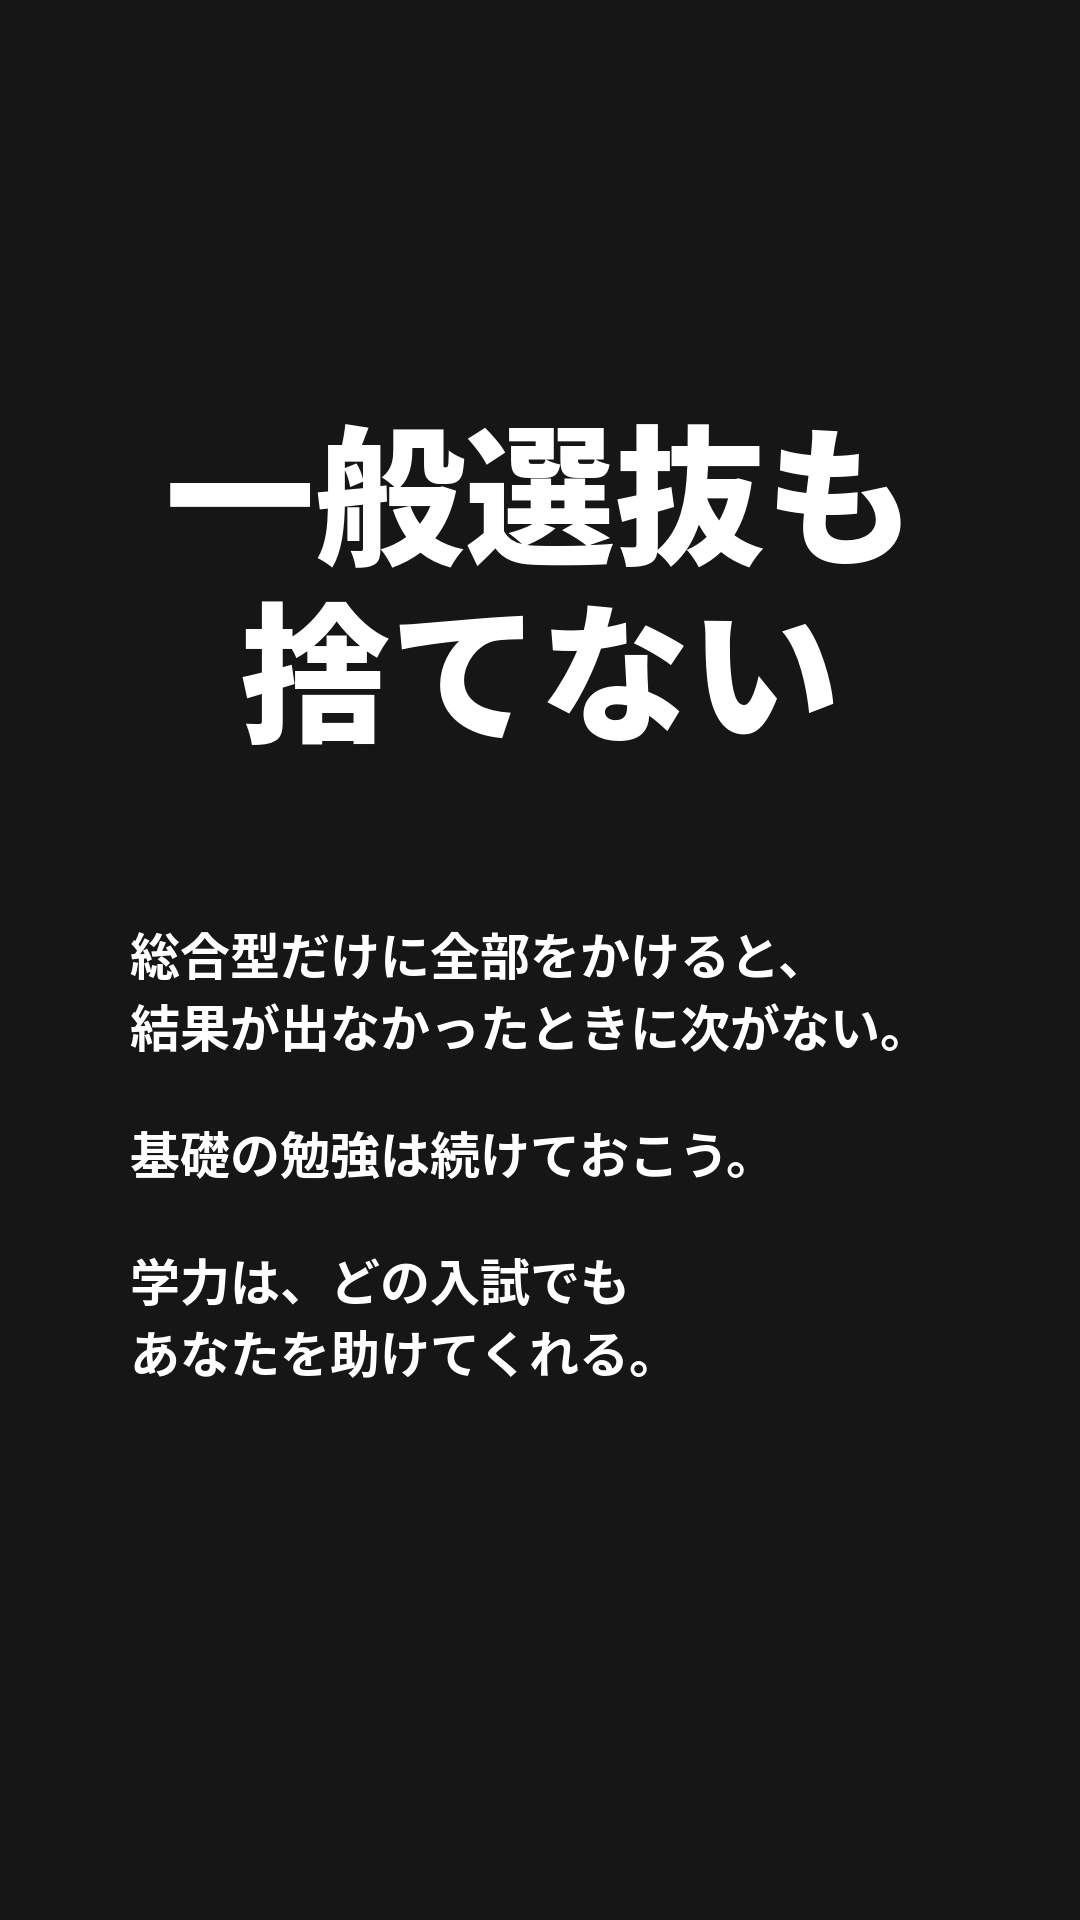 一般選抜も
捨てない
総合型だけに全部をかけると、
結果が出なかったときに次がない。
基礎の勉強は続けておこう。
学力は、どの入試でも
あなたを助けてくれる。